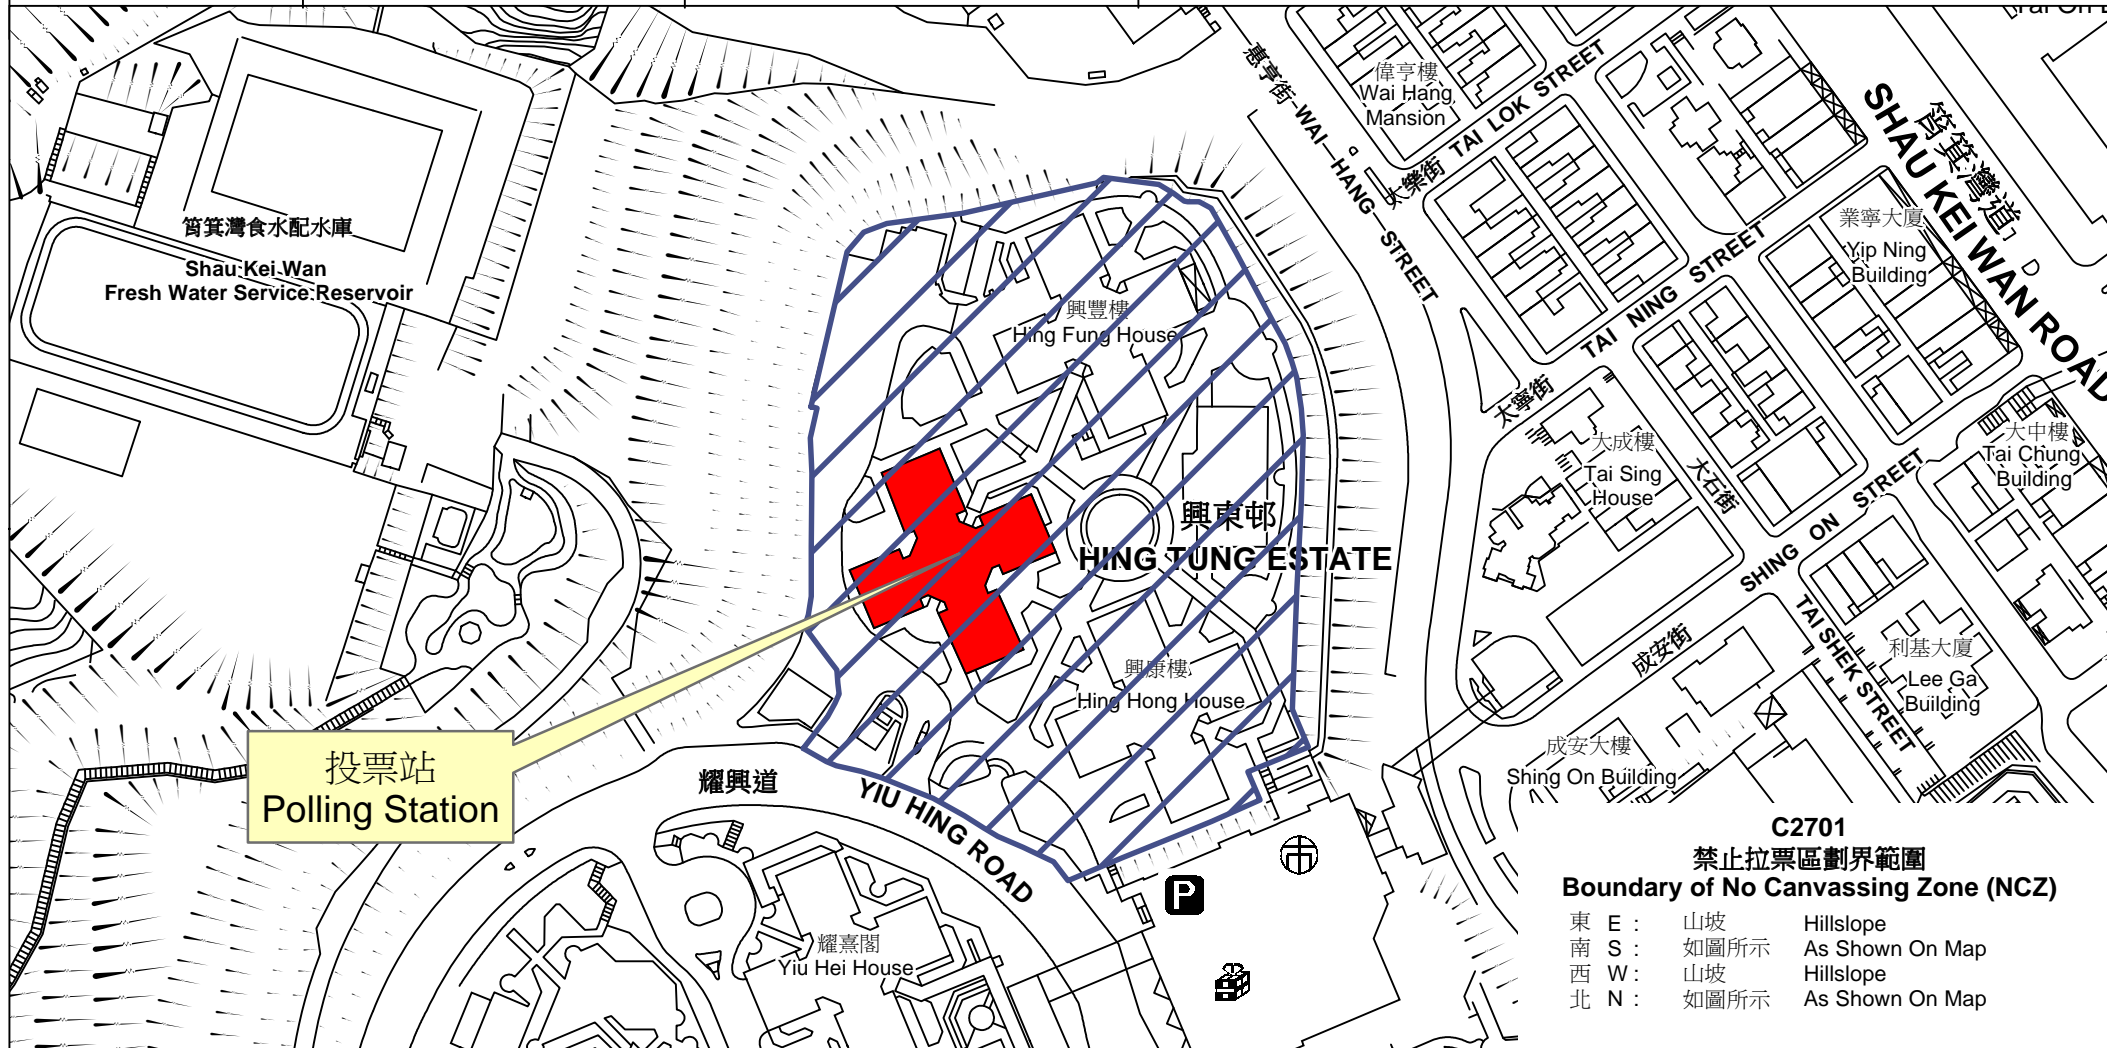 惠亨街 WAI HANG STREET
偉亨樓
Wai Hang
Mansion
太樂街 TAI LOK STREET
筲箕灣道
SHAU KEI WAN ROAD
筲箕灣食水配水庫
Shau Kei Wan
Fresh Water Service Reservoir
業寧大廈
Yip Ning
Building
TAI NING STREET
太寧街
興豐樓
Hing Fung House
大成樓
Tai Sing
House
大石街
TAI SHEK STREET
大中樓
Tai Chung
Building
興東邨
HING TUNG ESTATE
SHING ON STREET
成安街
利基大廈
Lee Ga
Building
興康樓
Hing Hong House
成安大樓
Shing On Building
投票站
Polling Station
耀興道
YIU HING ROAD
P
耀熹閣
Yiu Hei House
C2701
禁止拉票區劃界範圍
Boundary of No Canvassing Zone (NCZ)
東 E : 山坡 Hillslope
南 S : 如圖所示 As Shown On Map
西 W : 山坡 Hillslope
北 N : 如圖所示 As Shown On Map